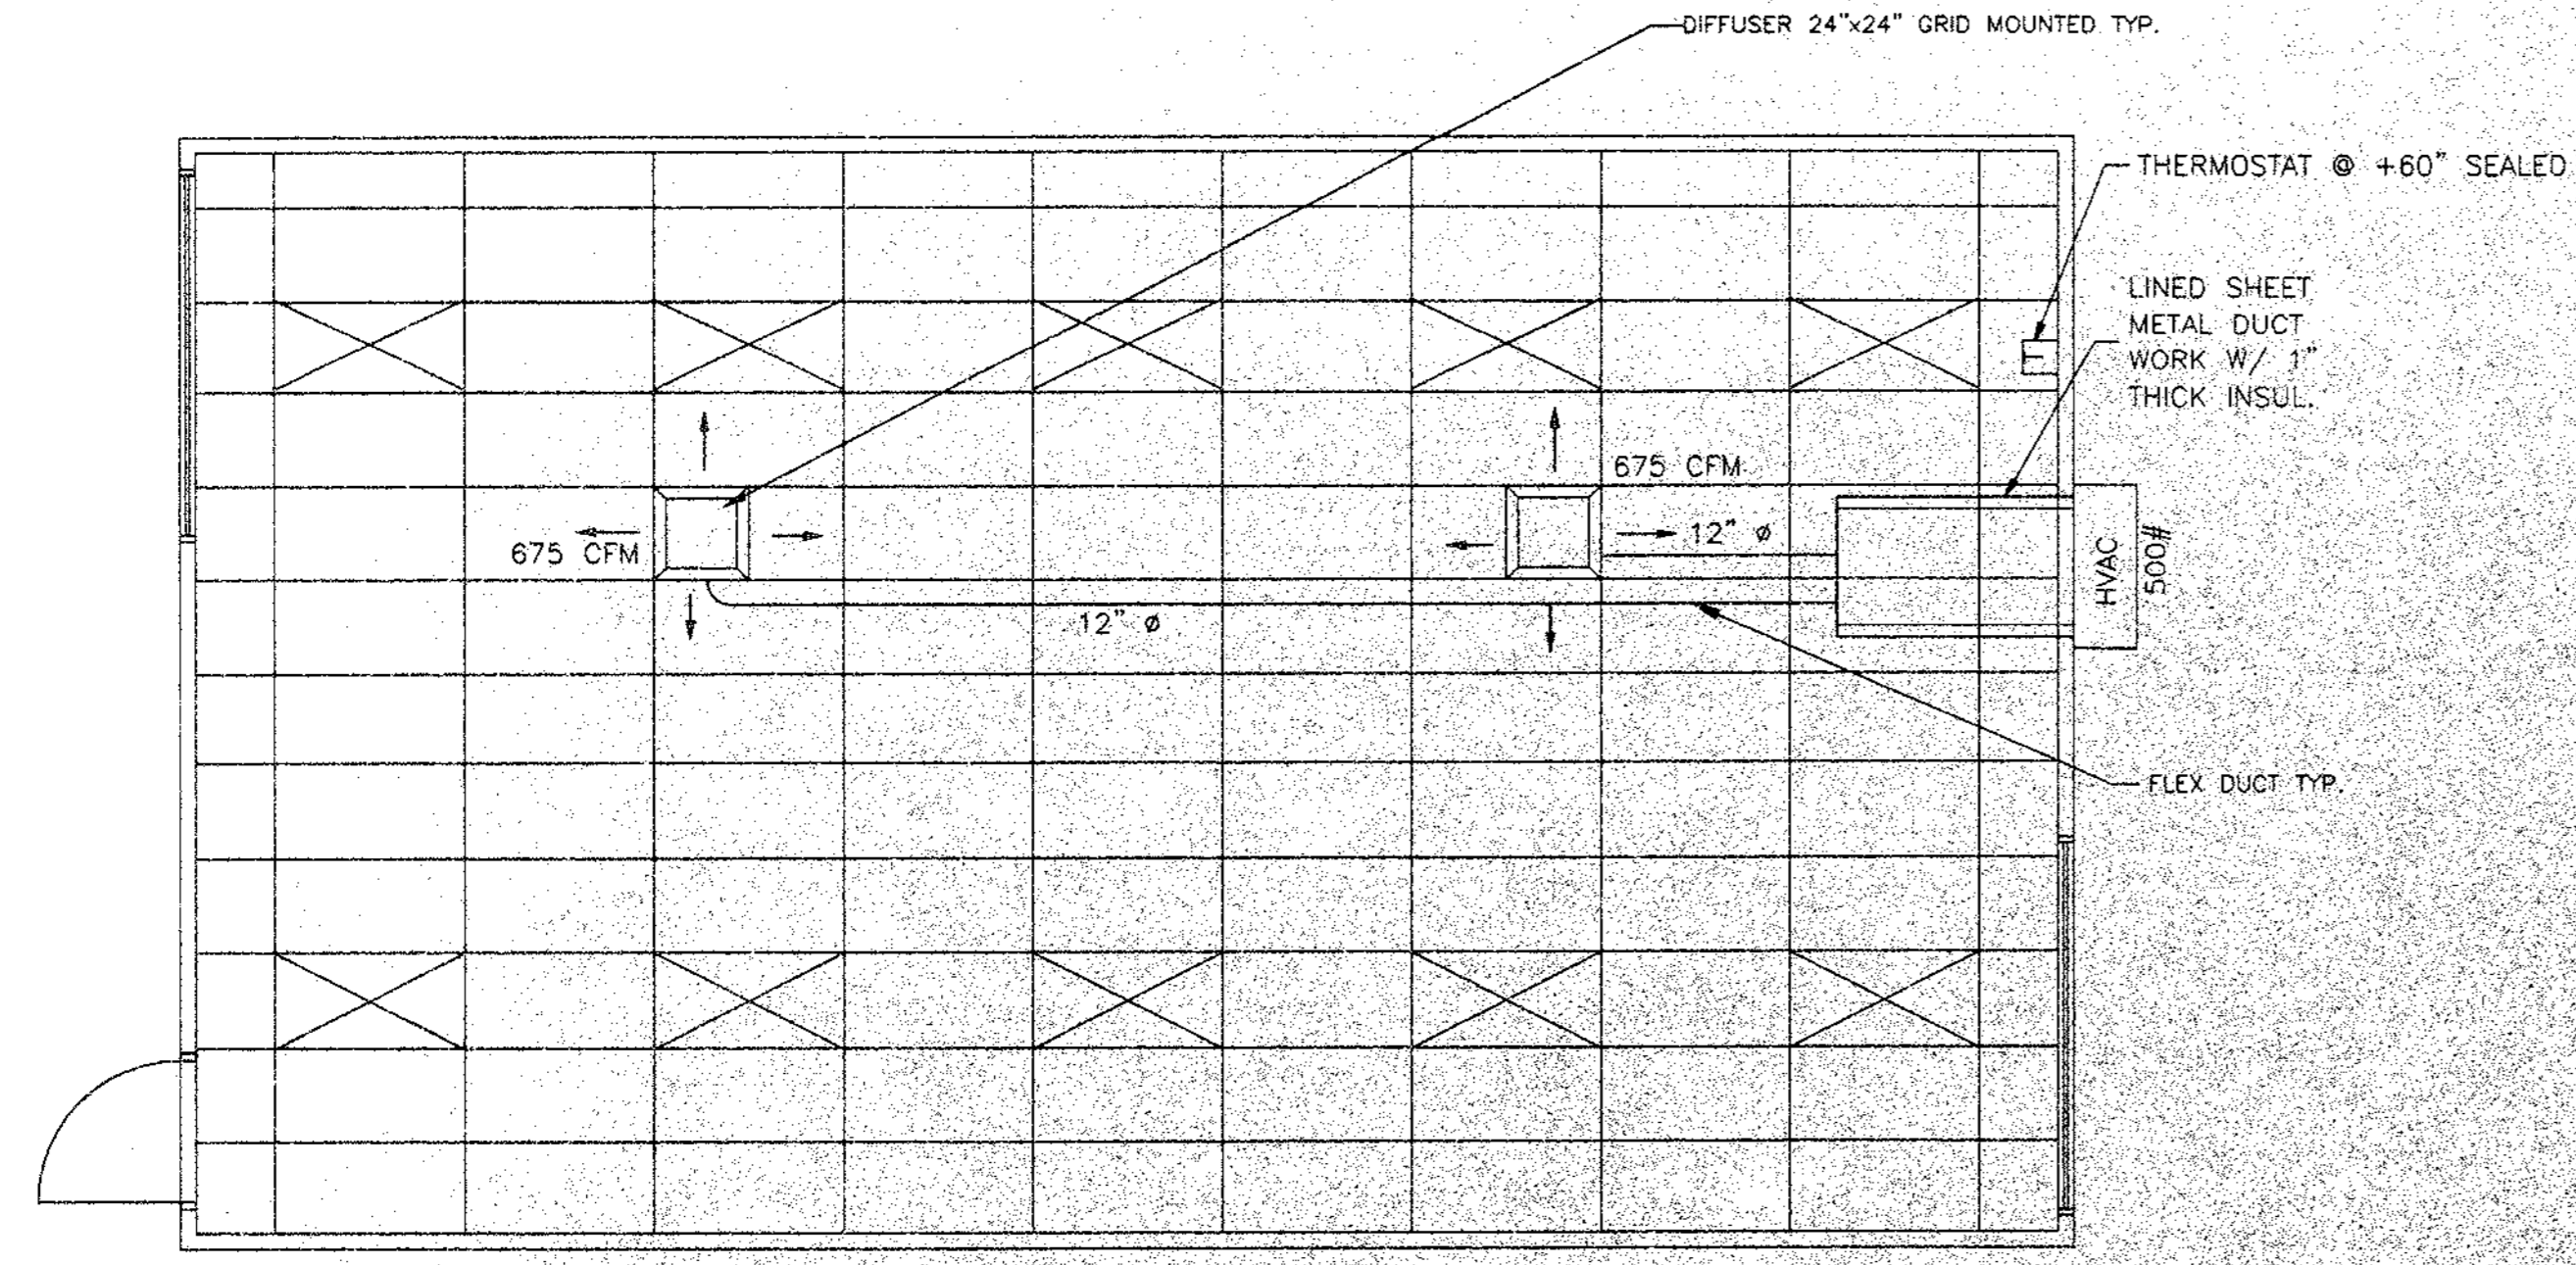 DIFFUSER 24"x24" GRID MOUNTED TYP.
THERMOSTAT @ +60" SEALED
LINED SHEET
METAL DUCT
WORK W/ 1"
THICK INSUL.
T
675 CFM
12" ø
675 CFM
HVAC
500#
12" ø
FLEX DUCT TYP.